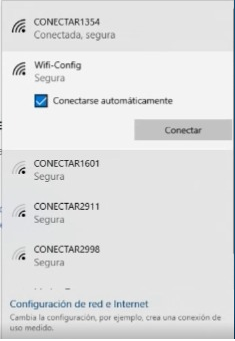 CONECTAR1354
Conectada, segura
Wifi-Config
Segura
Conectarse automáticamente
Conectar
CONECTAR1601
Segura
CONECTAR2911
Segura
CONECTAR2998
Segura
Configuración de red e Internet
Cambia la configuración, por ejemplo, crea una conexión de
uso medido.